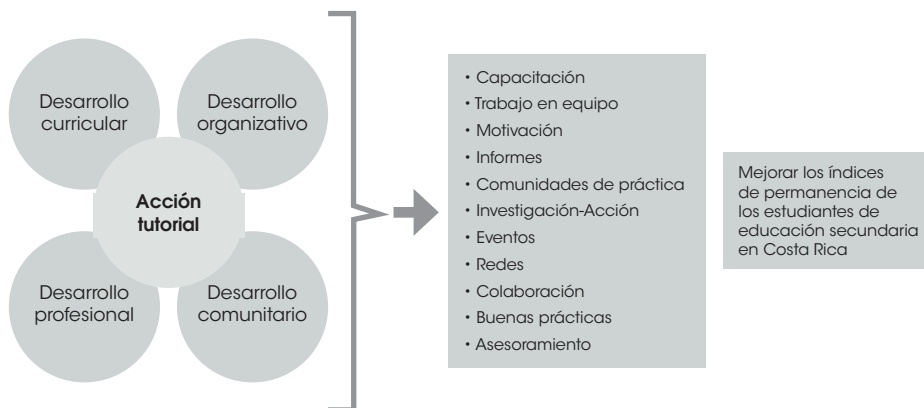 Desarrollo
curricular
Desarrollo
organizativo
Acción
tutorial
Desarrollo
profesional
Desarrollo
comunitario
• Capacitación
• Trabajo en equipo
• Motivación
• Informes
• Comunidades de práctica
• Investigación-Acción
• Eventos
• Redes
• Colaboración
• Buenas prácticas
• Asesoramiento
Mejorar los índices
de permanencia de
los estudiantes de
educación secundaria
en Costa Rica